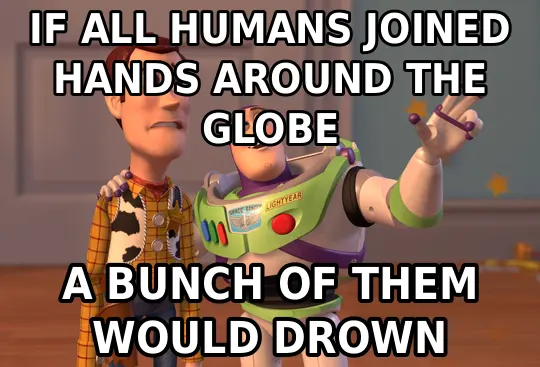 IF ALL HUMANS JOINED
HANDS AROUND THE
GLOBE
LIGHTYEAR
A BUNCH OF THEM
WOULD DROWN